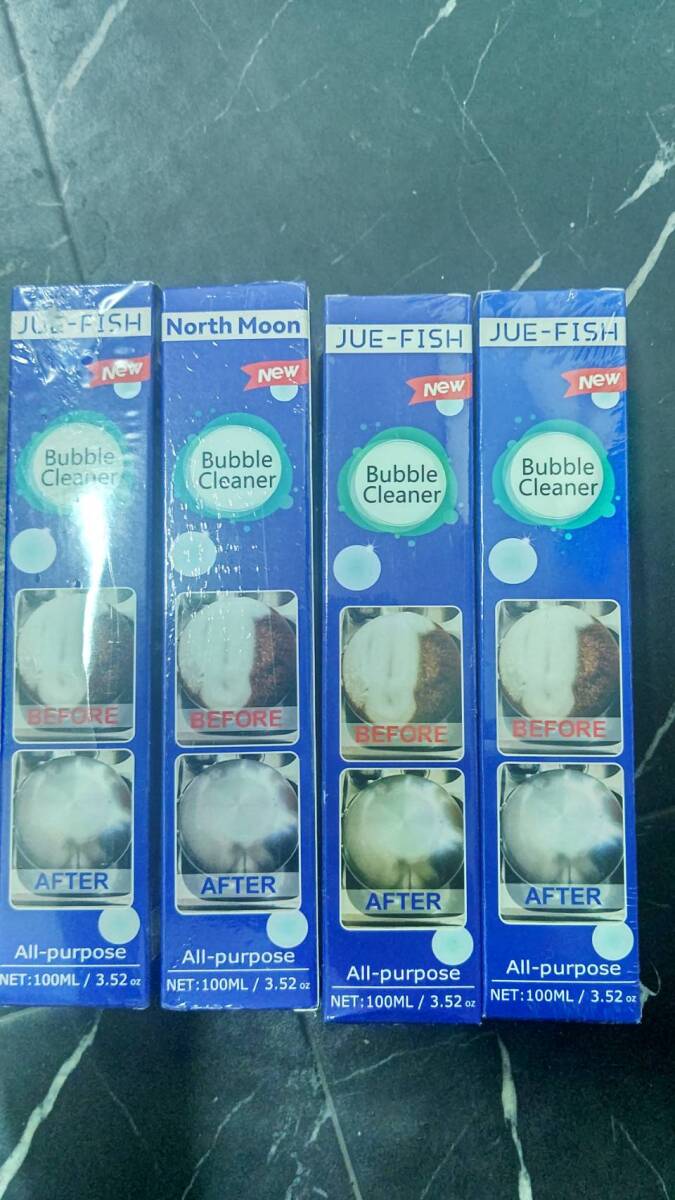 JUE-FISH
New
Bubble
Cleaner
BEFORE
AFTER
All-purpose
NET:100ML / 3.52 oz
North Moon
New
Bubble
Cleaner
BEFORE
AFTER
All-purpose
NET:100ML / 3.52 oz
JUE-FISH
New
Bubble
Cleaner
BEFORE
AFTER
All-purpose
NET:100ML / 3.52 oz
JUE-FISH
New
Bubble
Cleaner
BEFORE
AFTER
All-purpose
NET:100ML / 3.52 oz